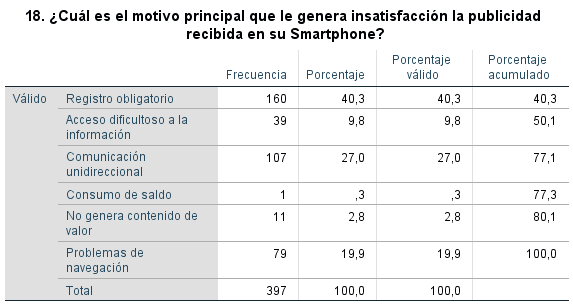 18. ¿Cuál es el motivo principal que le genera insatisfacción la publicidad
recibida en su Smartphone?
Frecuencia Porcentaje Porcentaje válido Porcentaje acumulado
Válido Registro obligatorio 160 40,3 40,3 40,3
Acceso dificultoso a la información 39 9,8 9,8 50,1
Comunicación unidireccional 107 27,0 27,0 77,1
Consumo de saldo 1 ,3 ,3 77,3
No genera contenido de valor 11 2,8 2,8 80,1
Problemas de navegación 79 19,9 19,9 100,0
Total 397 100,0 100,0